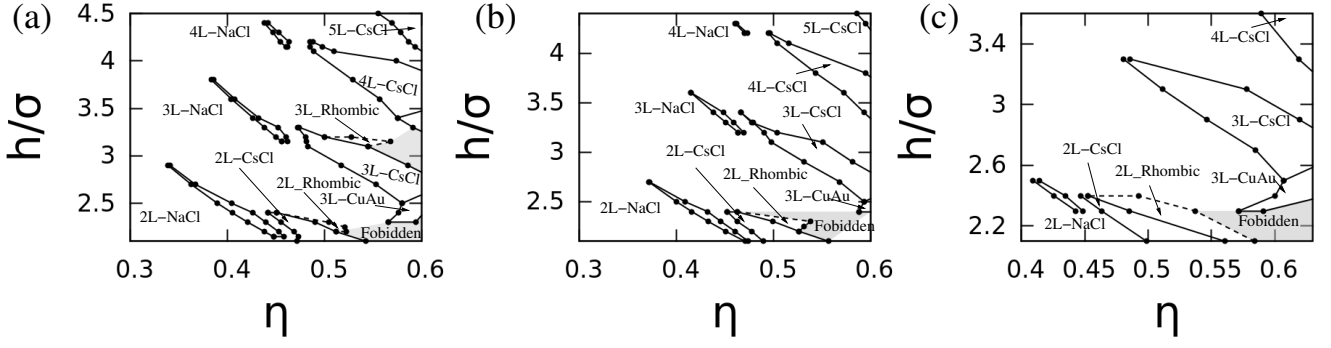 (a)
h/σ
4.5
4
3.5
3
2.5
4L−NaCl
5L−CsCl
4L−CsCl
3L−NaCl
3L_Rhombic
2L−CsCl
3L−CsCl
2L_Rhombic
3L−CuAu
2L−NaCl
Fobidden
0.3 0.4 0.5 0.6
η
(b)
h/σ
4
3.5
3
2.5
4L−NaCl
5L−CsCl
4L−CsCl
3L−NaCl
3L−CsCl
2L−CsCl
2L_Rhombic
3L−CuAu
2L−NaCl
Fobidden
0.3 0.4 0.5 0.6
η
(c)
h/σ
3.4
3
2.6
2.2
4L−CsCl
3L−CsCl
2L−CsCl
2L_Rhombic
3L−CuAu
2L−NaCl
Fobidden
0.4 0.45 0.5 0.55 0.6
η